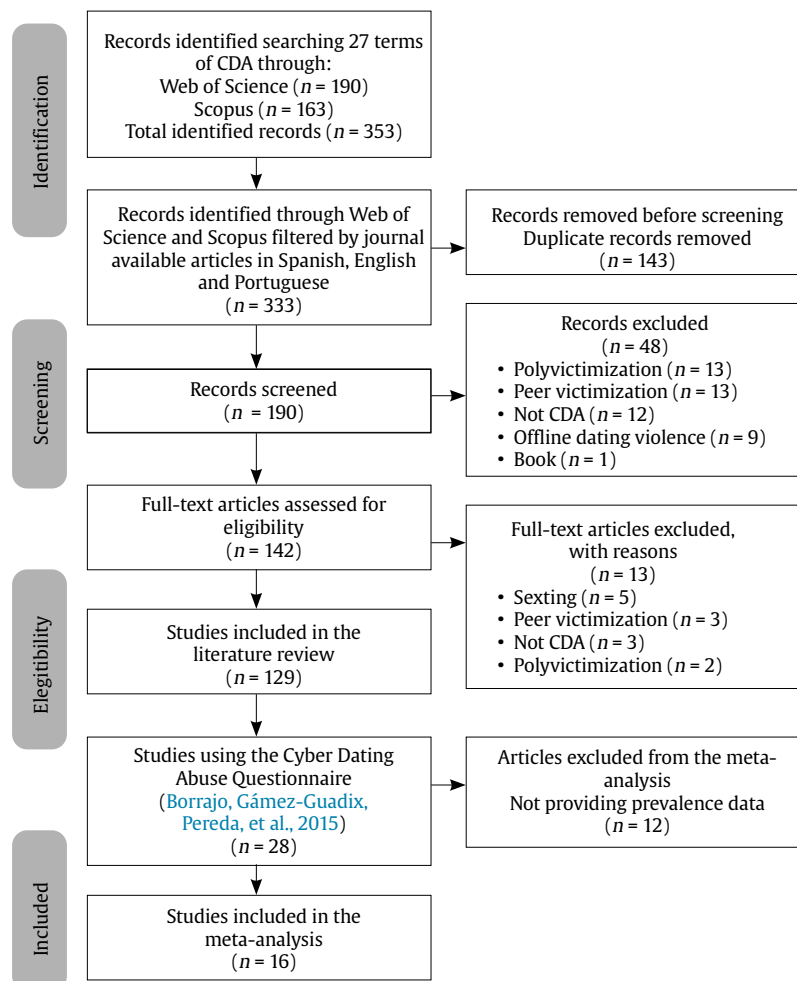 Identification
Records identified searching 27 terms
of CDA through:
Web of Science (n = 190)
Scopus (n = 163)
Total identified records (n = 353)
Records identified through Web of
Science and Scopus filtered by journal
available articles in Spanish, English
and Portuguese
(n = 333)
Records removed before screening
Duplicate records removed
(n = 143)
Screening
Records screened
(n = 190)
Records excluded
(n = 48)
• Polyvictimization (n = 13)
• Peer victimization (n = 13)
• Not CDA (n = 12)
• Offline dating violence (n = 9)
• Book (n = 1)
Full-text articles assessed for
eligibility
(n = 142)
Full-text articles excluded,
with reasons
(n = 13)
• Sexting (n = 5)
• Peer victimization (n = 3)
• Not CDA (n = 3)
• Polyvictimization (n = 2)
Elegitibility
Studies included in the
literature review
(n = 129)
Studies using the Cyber Dating
Abuse Questionnaire
(Borrajo, Gámez-Guadix,
Pereda, et al., 2015)
(n = 28)
Articles excluded from the meta-
analysis
Not providing prevalence data
(n = 12)
Included
Studies included in the
meta-analysis
(n = 16)